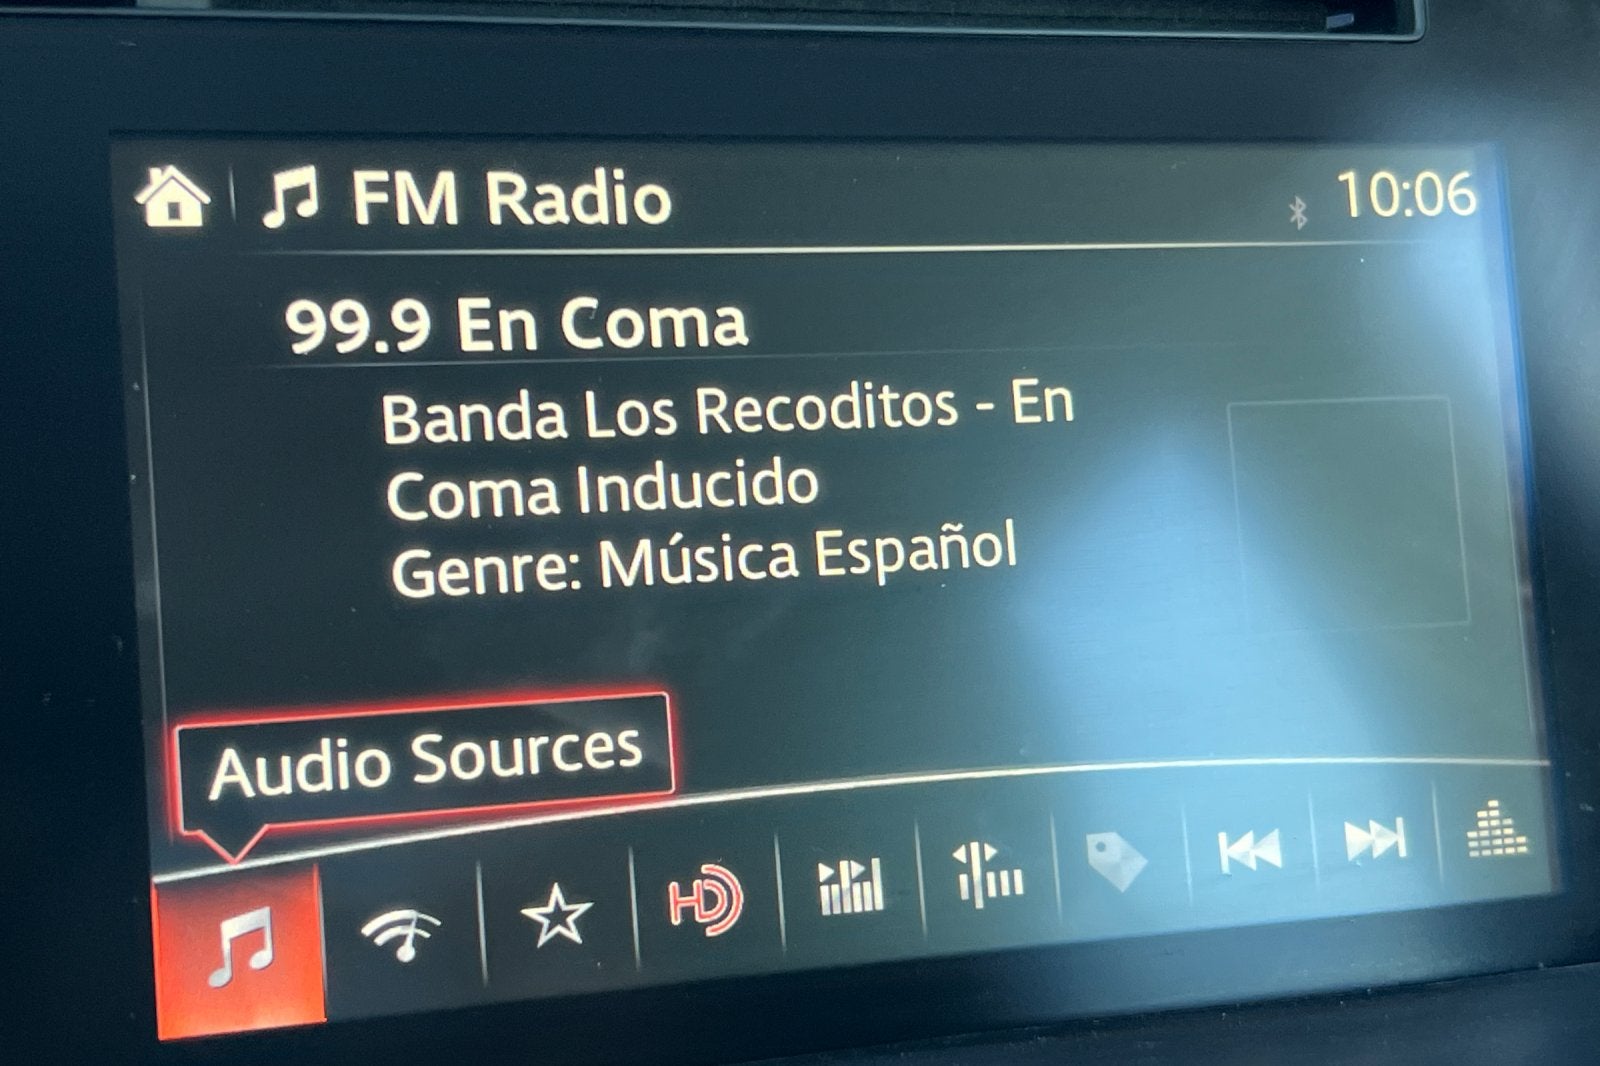 FM Radio
10:06
99.9 En Coma
Banda Los Recoditos - En
Coma Inducido
Genre: Música Español
Audio Sources
HD